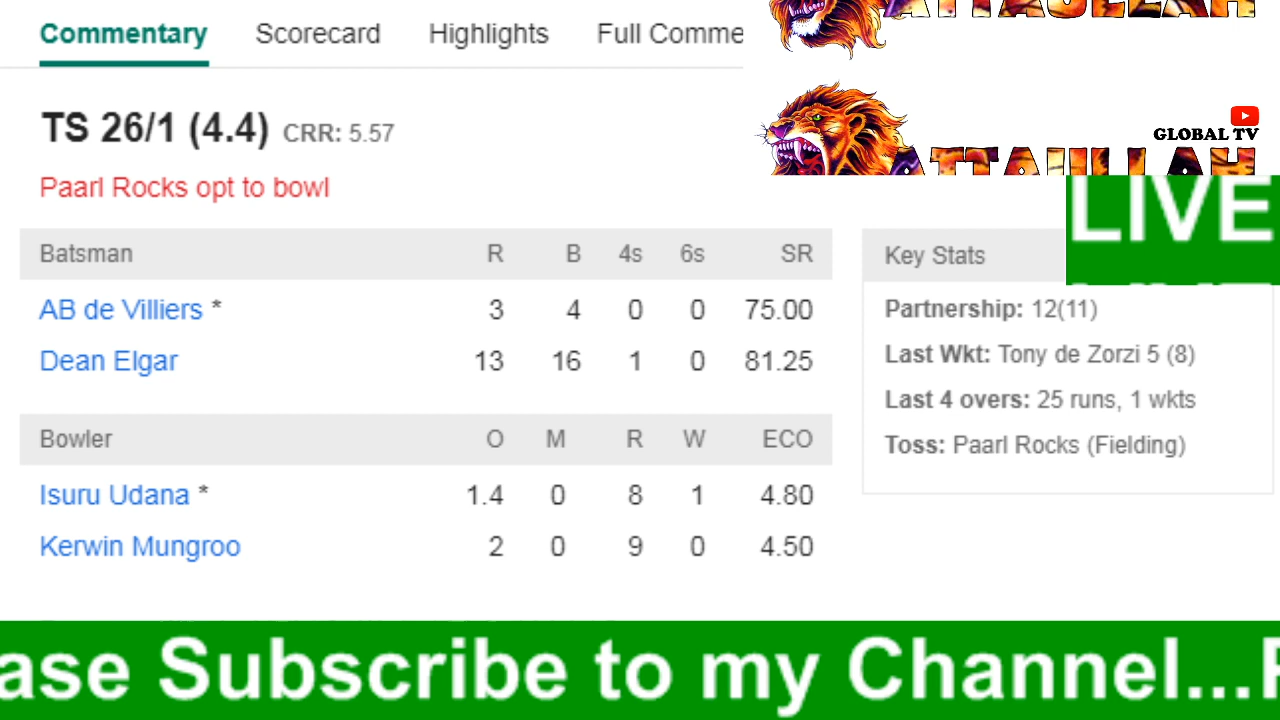 Commentary Scorecard Highlights Full Comme
ATTAULLAH
TS 26/1 (4.4) CRR: 5.57
GLOBAL TV
ATTAULLAH
Paarl Rocks opt to bowl
LIVE
Batsman R B 4s 6s SR
AB de Villiers * 3 4 0 0 75.00
Dean Elgar 13 16 1 0 81.25
Bowler O M R W ECO
Isuru Udana * 1.4 0 8 1 4.80
Kerwin Mungroo 2 0 9 0 4.50
Key Stats
Partnership: 12(11)
Last Wkt: Tony de Zorzi 5 (8)
Last 4 overs: 25 runs, 1 wkts
Toss: Paarl Rocks (Fielding)
ase Subscribe to my Channel...P